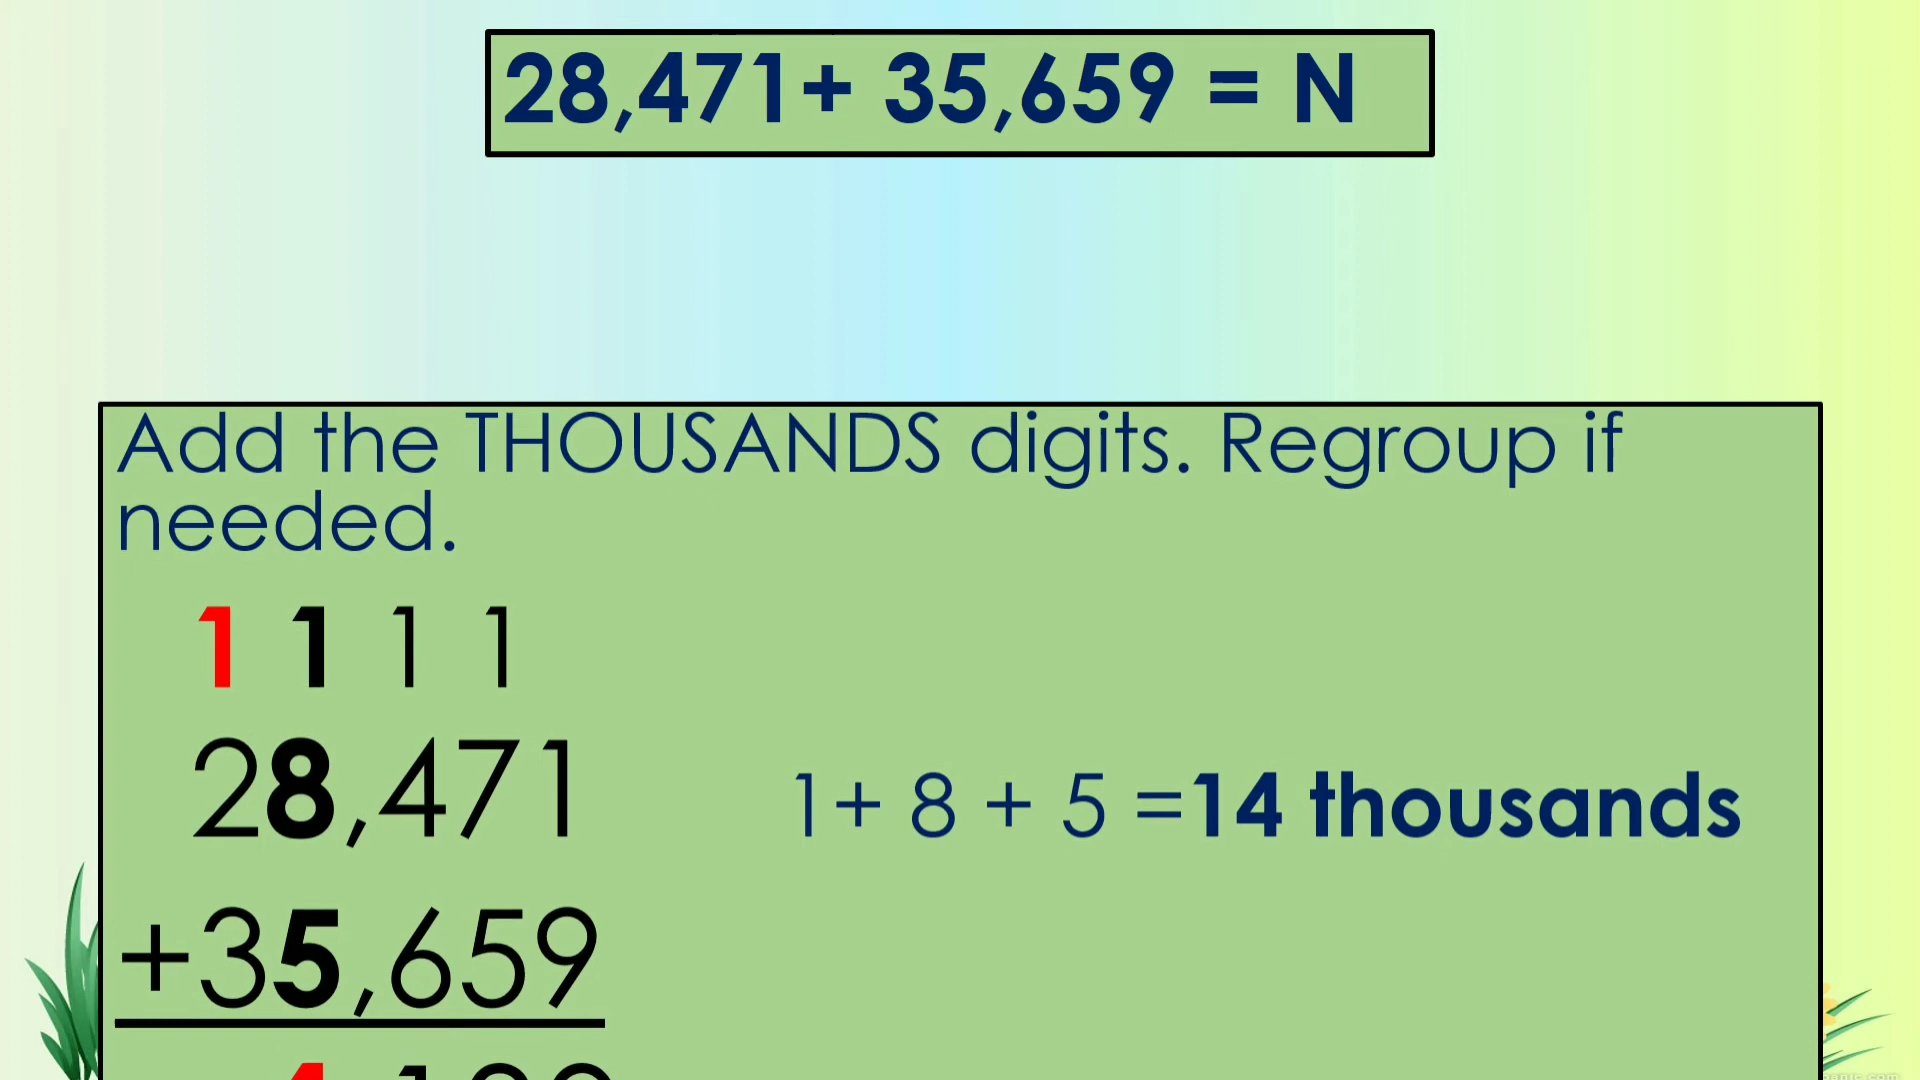 28,471+ 35,659 = N
Add the THOUSANDS digits. Regroup if
needed.
1 1 1 1
28,471
1+ 8 + 5 =14 thousands
+35,659